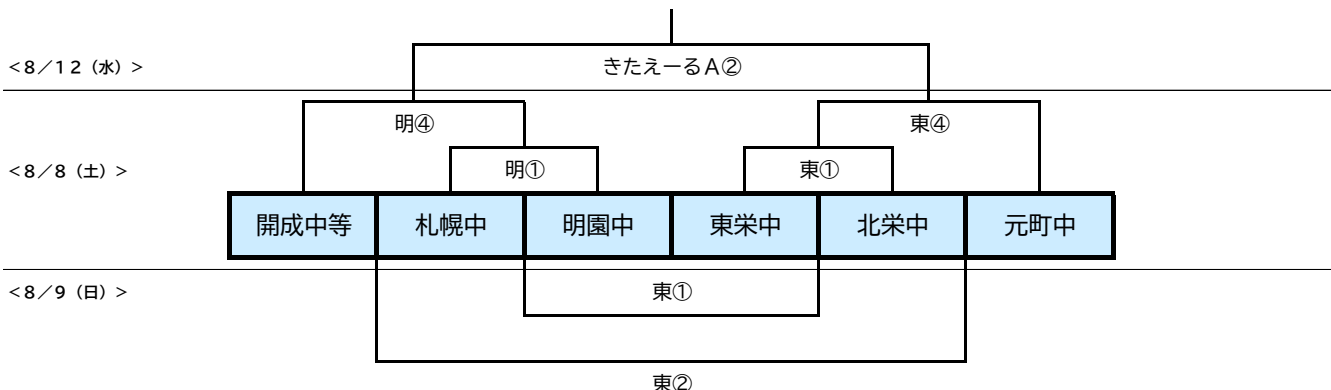 <8／12（水）>
きたえーるA②
明④
東④
<8／8（土）>
明①
東①
開成中等
札幌中
明園中
東栄中
北栄中
元町中
<8／9（日）>
東①
東②